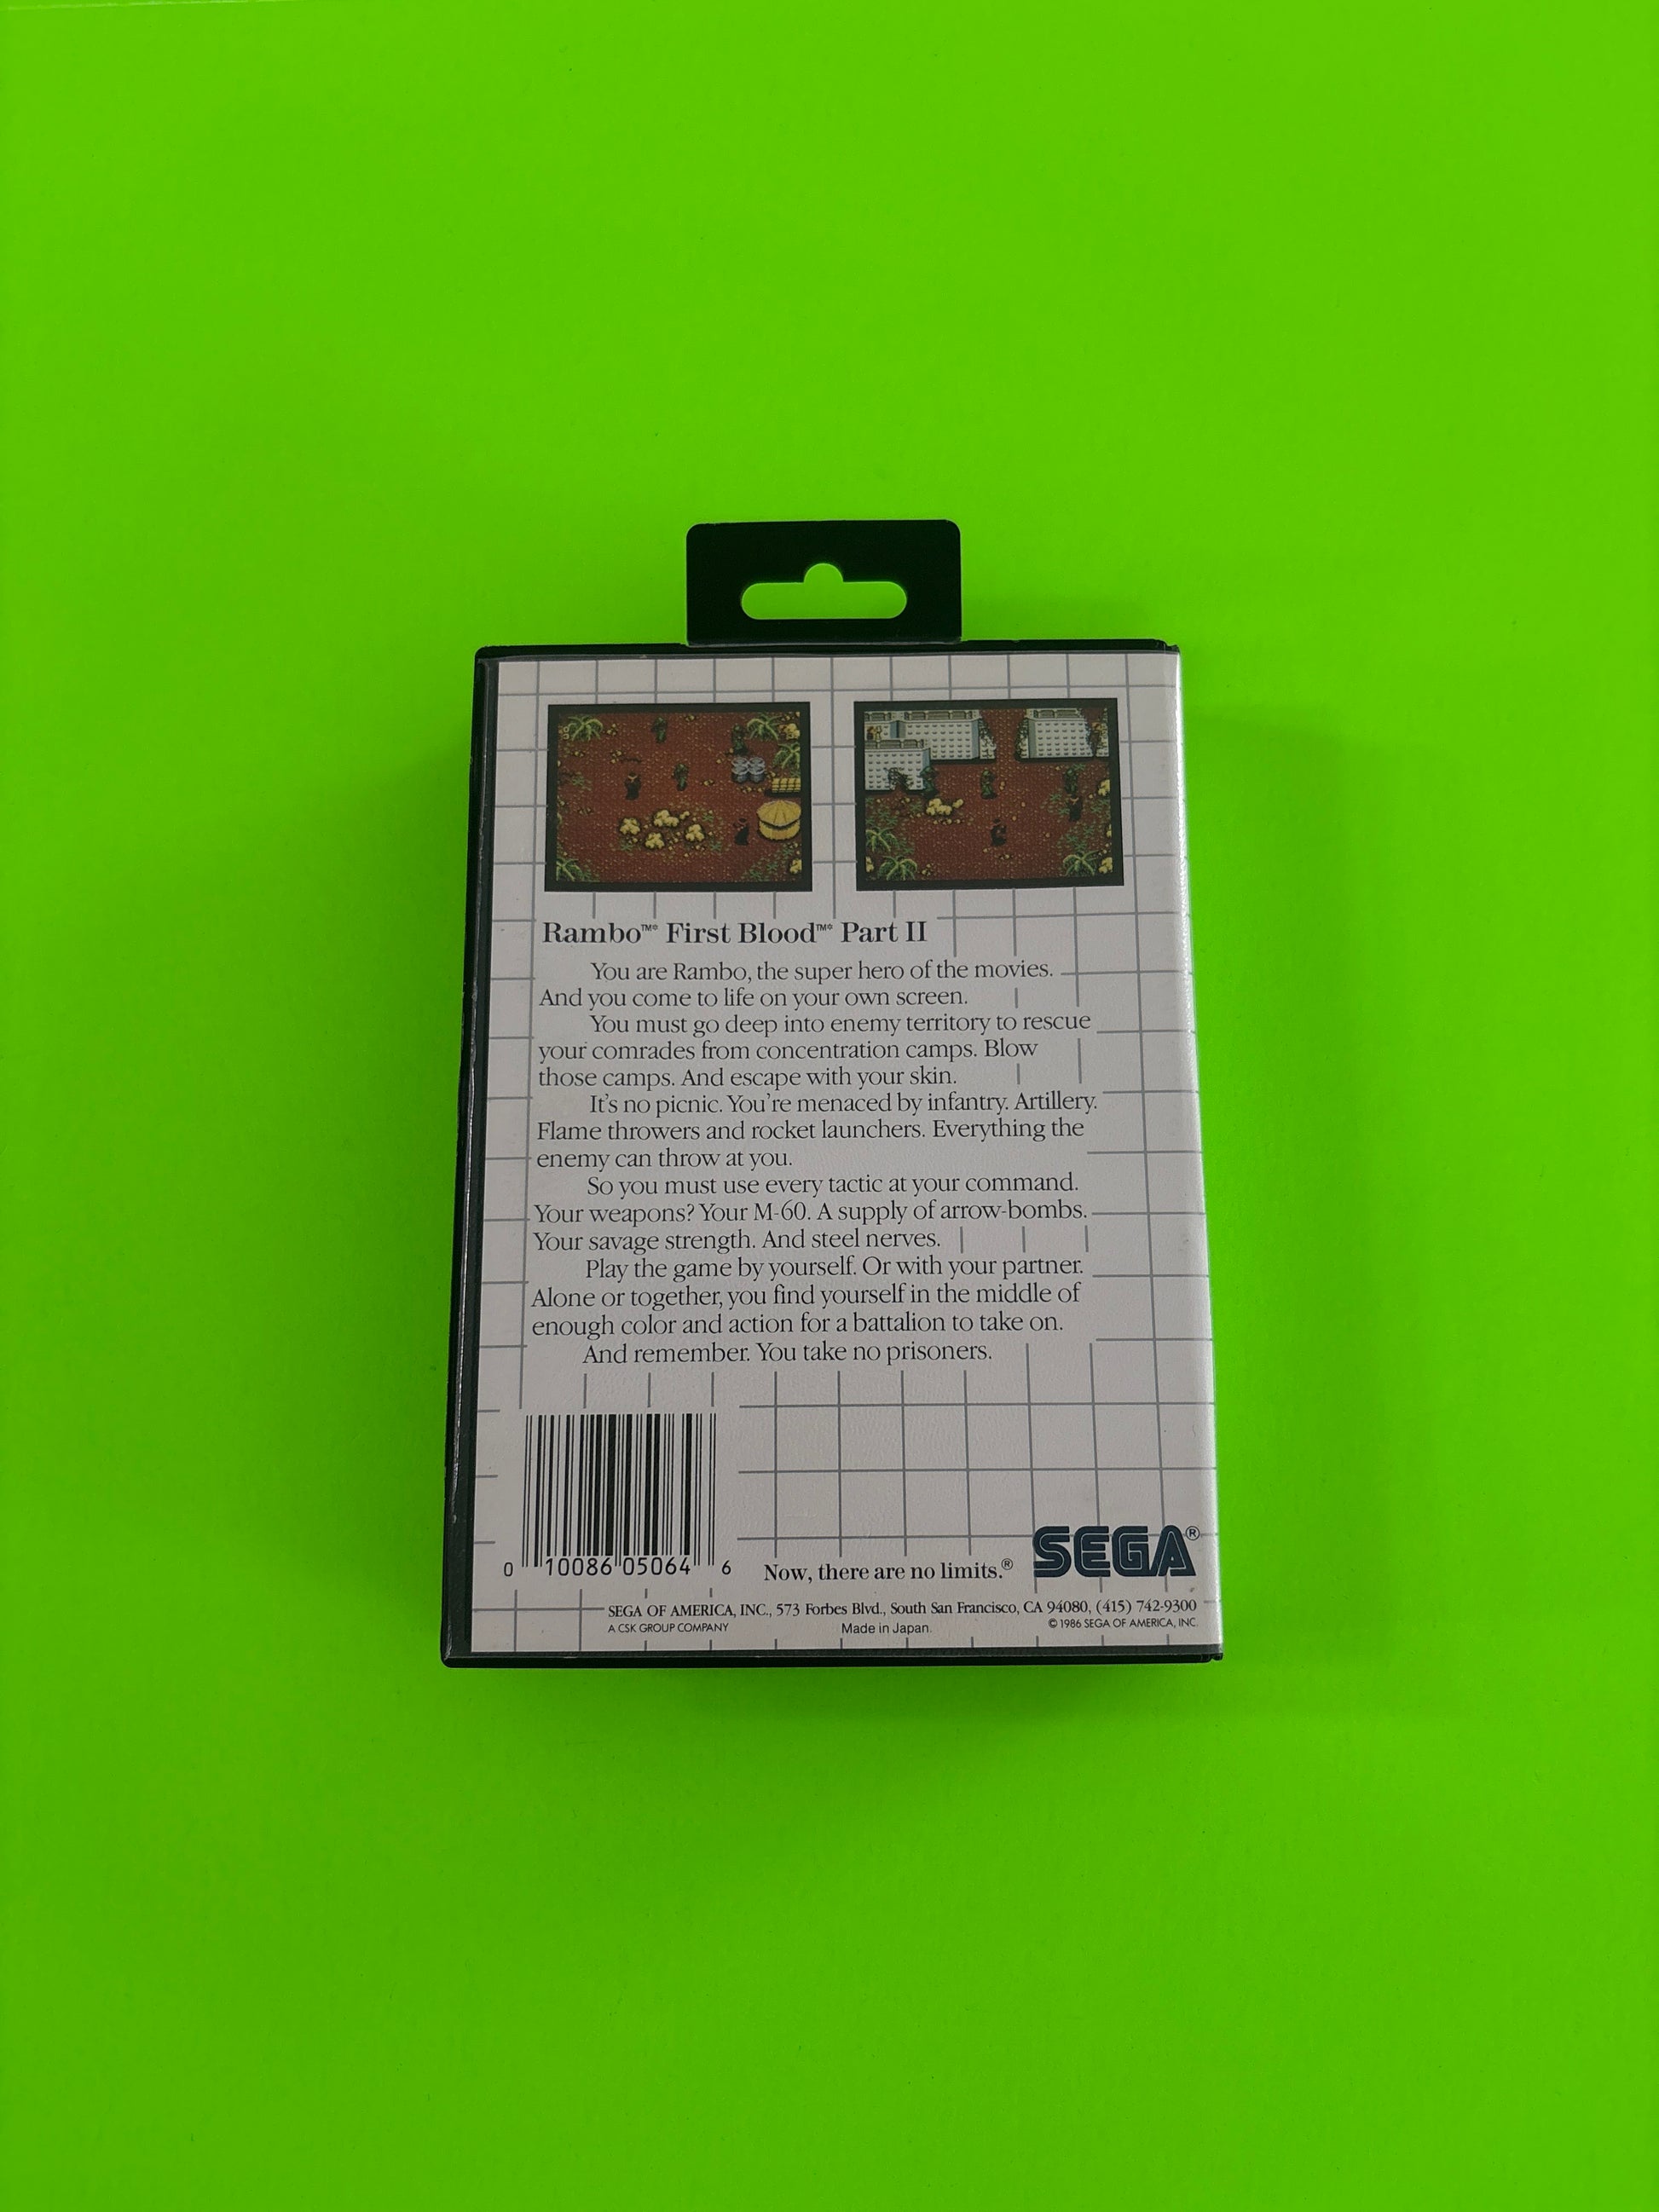 Rambo™* First Blood™* Part II
You are Rambo, the super hero of the movies.
And you come to life on your own screen.
You must go deep into enemy territory to rescue
your comrades from concentration camps. Blow
those camps. And escape with your skin.
It's no picnic. You're menaced by infantry. Artillery.
Flame throwers and rocket launchers. Everything the
enemy can throw at you.
So you must use every tactic at your command.
Your weapons? Your M-60. A supply of arrow-bombs.
Your savage strength. And steel nerves.
Play the game by yourself. Or with your partner.
Alone or together, you find yourself in the middle of
enough color and action for a battalion to take on.
And remember. You take no prisoners.
0 10086 05064 6
Now, there are no limits.®
SEGA®
SEGA OF AMERICA, INC., 573 Forbes Blvd., South San Francisco, CA 94080, (415) 742-9300
A CSK GROUP COMPANY Made in Japan. © 1986 SEGA OF AMERICA, INC.